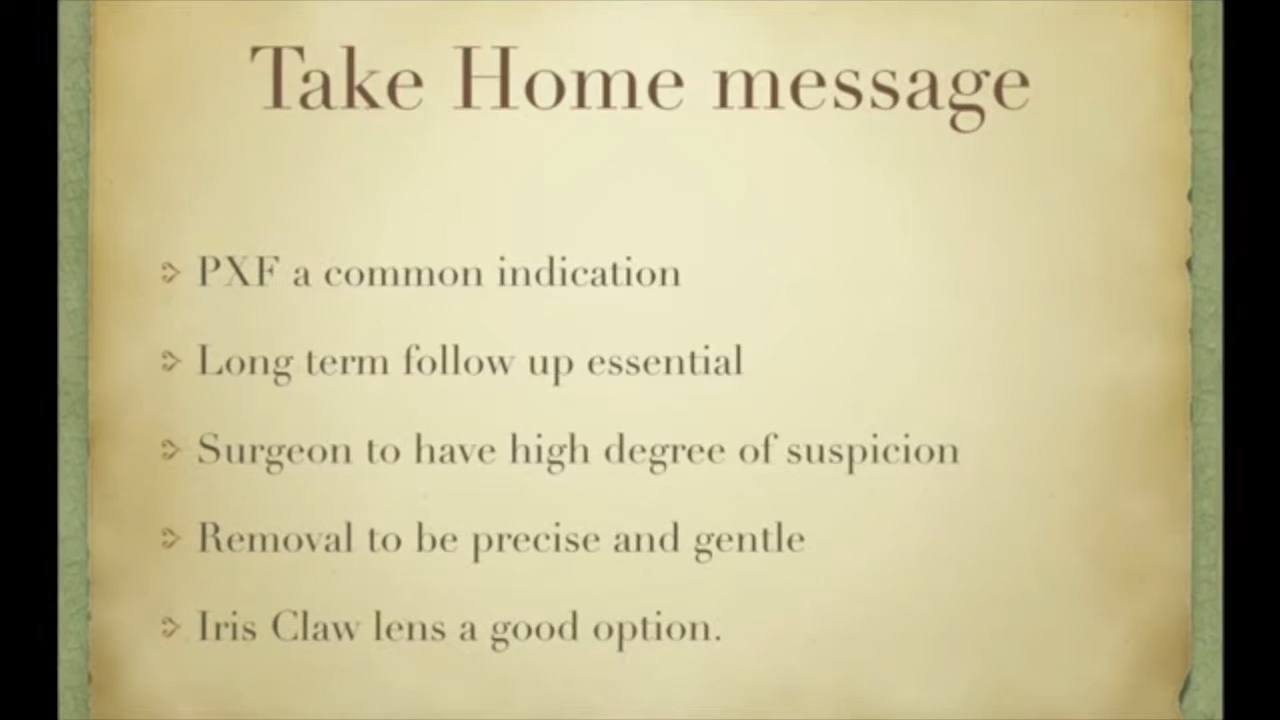 Take Home message
PXF a common indication
Long term follow up essential
Surgeon to have high degree of suspicion
Removal to be precise and gentle
Iris Claw lens a good option.